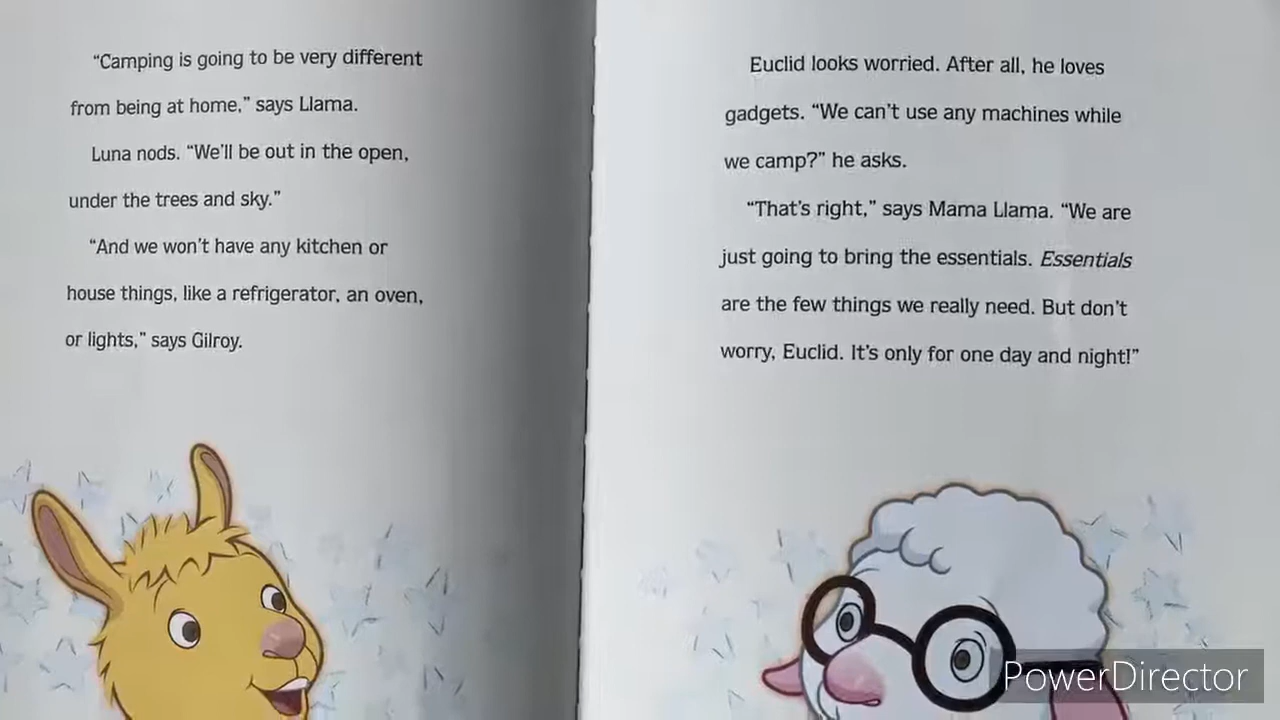 “Camping is going to be very different
from being at home,” says Llama.
Luna nods. “We’ll be out in the open,
under the trees and sky.”
“And we won’t have any kitchen or
house things, like a refrigerator, an oven,
or lights,” says Gilroy.
Euclid looks worried. After all, he loves
gadgets. “We can’t use any machines while
we camp?” he asks.
“That’s right,” says Mama Llama. “We are
just going to bring the essentials. Essentials
are the few things we really need. But don’t
worry, Euclid. It’s only for one day and night!”
PowerDirector